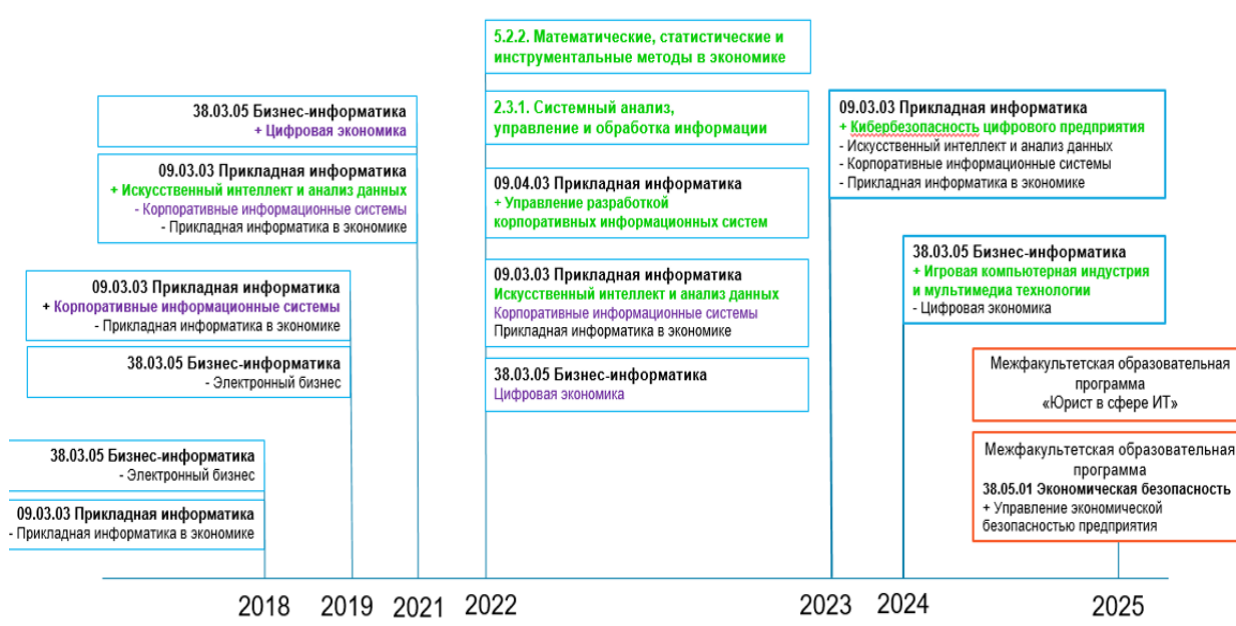 5.2.2. Математические, статистические и
инструментальные методы в экономике
2.3.1. Системный анализ,
управление и обработка информации
38.03.05 Бизнес-информатика
+ Цифровая экономика
09.03.03 Прикладная информатика
+ Искусственный интеллект и анализ данных
- Корпоративные информационные системы
- Прикладная информатика в экономике
09.03.03 Прикладная информатика
+ Корпоративные информационные системы
- Прикладная информатика в экономике
38.03.05 Бизнес-информатика
- Электронный бизнес
38.03.05 Бизнес-информатика
- Электронный бизнес
09.03.03 Прикладная информатика
- Прикладная информатика в экономике
09.04.03 Прикладная информатика
+ Управление разработкой
корпоративных информационных систем
09.03.03 Прикладная информатика
Искусственный интеллект и анализ данных
Корпоративные информационные системы
Прикладная информатика в экономике
38.03.05 Бизнес-информатика
Цифровая экономика
09.03.03 Прикладная информатика
+ Кибербезопасность цифрового предприятия
- Искусственный интеллект и анализ данных
- Корпоративные информационные системы
- Прикладная информатика в экономике
38.03.05 Бизнес-информатика
+ Игровая компьютерная индустрия
и мультимедиа технологии
- Цифровая экономика
Межфакультетская образовательная
программа
«Юрист в сфере ИТ»
Межфакультетская образовательная
программа
38.05.01 Экономическая безопасность
+ Управление экономической
безопасностью предприятия
2018 2019 2021 2022 2023 2024 2025